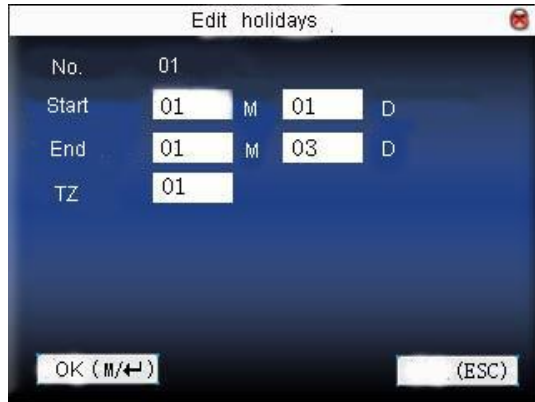 Edit holidays
No. 01
Start 01 M 01 D
End 01 M 03 D
TZ 01
OK (M/↵) (ESC)